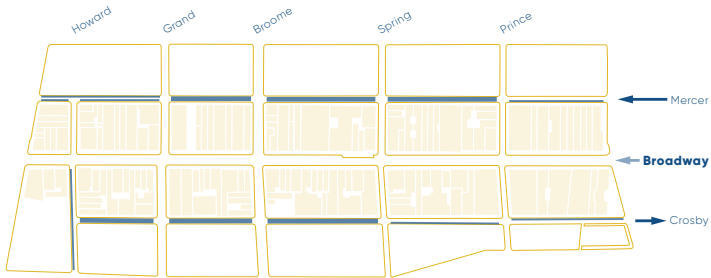 Howard
Grand
Broome
Spring
Prince
Mercer
Broadway
Crosby